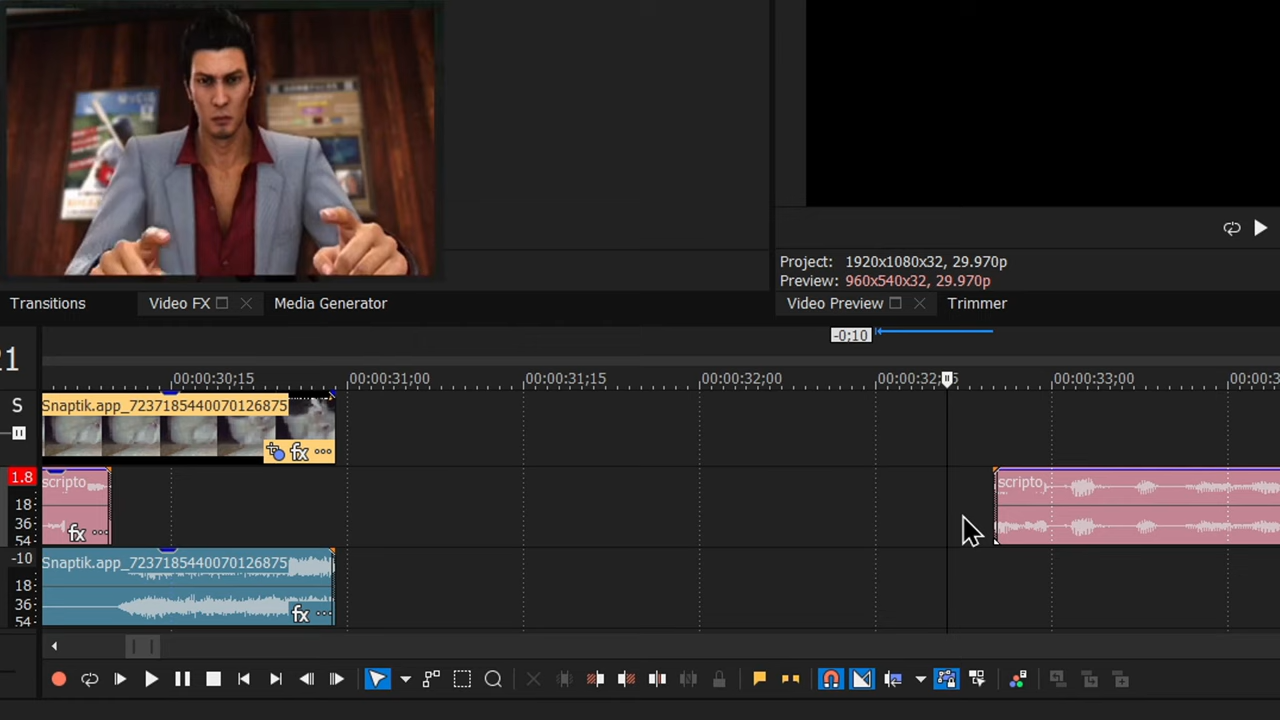 Project: 1920x1080x32, 29.970p
Preview: 960x540x32, 29.970p
Transitions
Video FX
Media Generator
Video Preview
Trimmer
-0;10
21
00:00:30;15
00:00:31;00
00:00:31;15
00:00:32;00
00:00:33;00
S
Snaptik.app_7237185440070126875
fx
1.8
18
36
54
scripto
fx
scripto
-10
18
36
54
Snaptik.app_7237185440070126875
fx